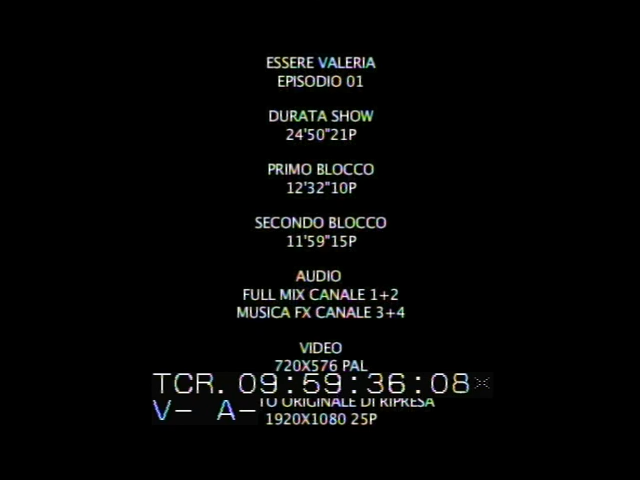 ESSERE VALERIA
EPISODIO 01
DURATA SHOW
24'50"21P
PRIMO BLOCCO
12'32"10P
SECONDO BLOCCO
11'59"15P
AUDIO
FULL MIX CANALE 1+2
MUSICA FX CANALE 3+4
VIDEO
720X576 PAL
TCR. 09:59:36:08
V- A-
TO ORIGINALE DI RIPRESA
1920X1080 25P